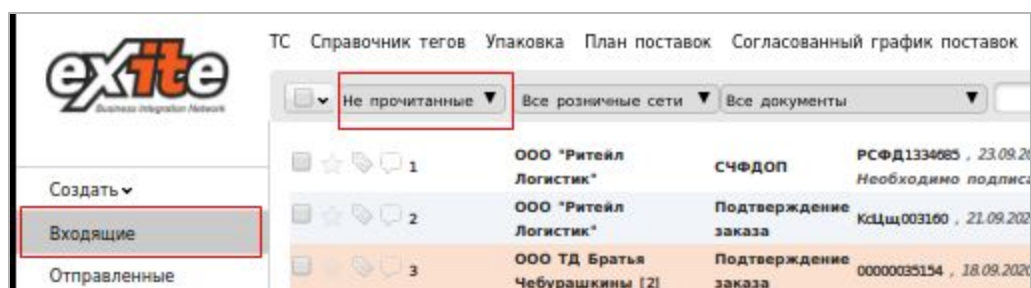 exite
Business Integration Network
ТС Справочник тегов Упаковка План поставок Согласованный график поставок
Не прочитанные ▼ Все розничные сети ▼ Все документы ▼
Создать
Входящие
Отправленные
1 ООО "Ритейл Логистик" СЧФДОП РСФД1334685 , 23.09.20
Необходимо подписа
2 ООО "Ритейл Логистик" Подтверждение заказа КсЦщ003160 , 21.09.202
3 ООО ТД Братья Чебурашкины [2] Подтверждение заказа 00000035154 , 18.09.2020